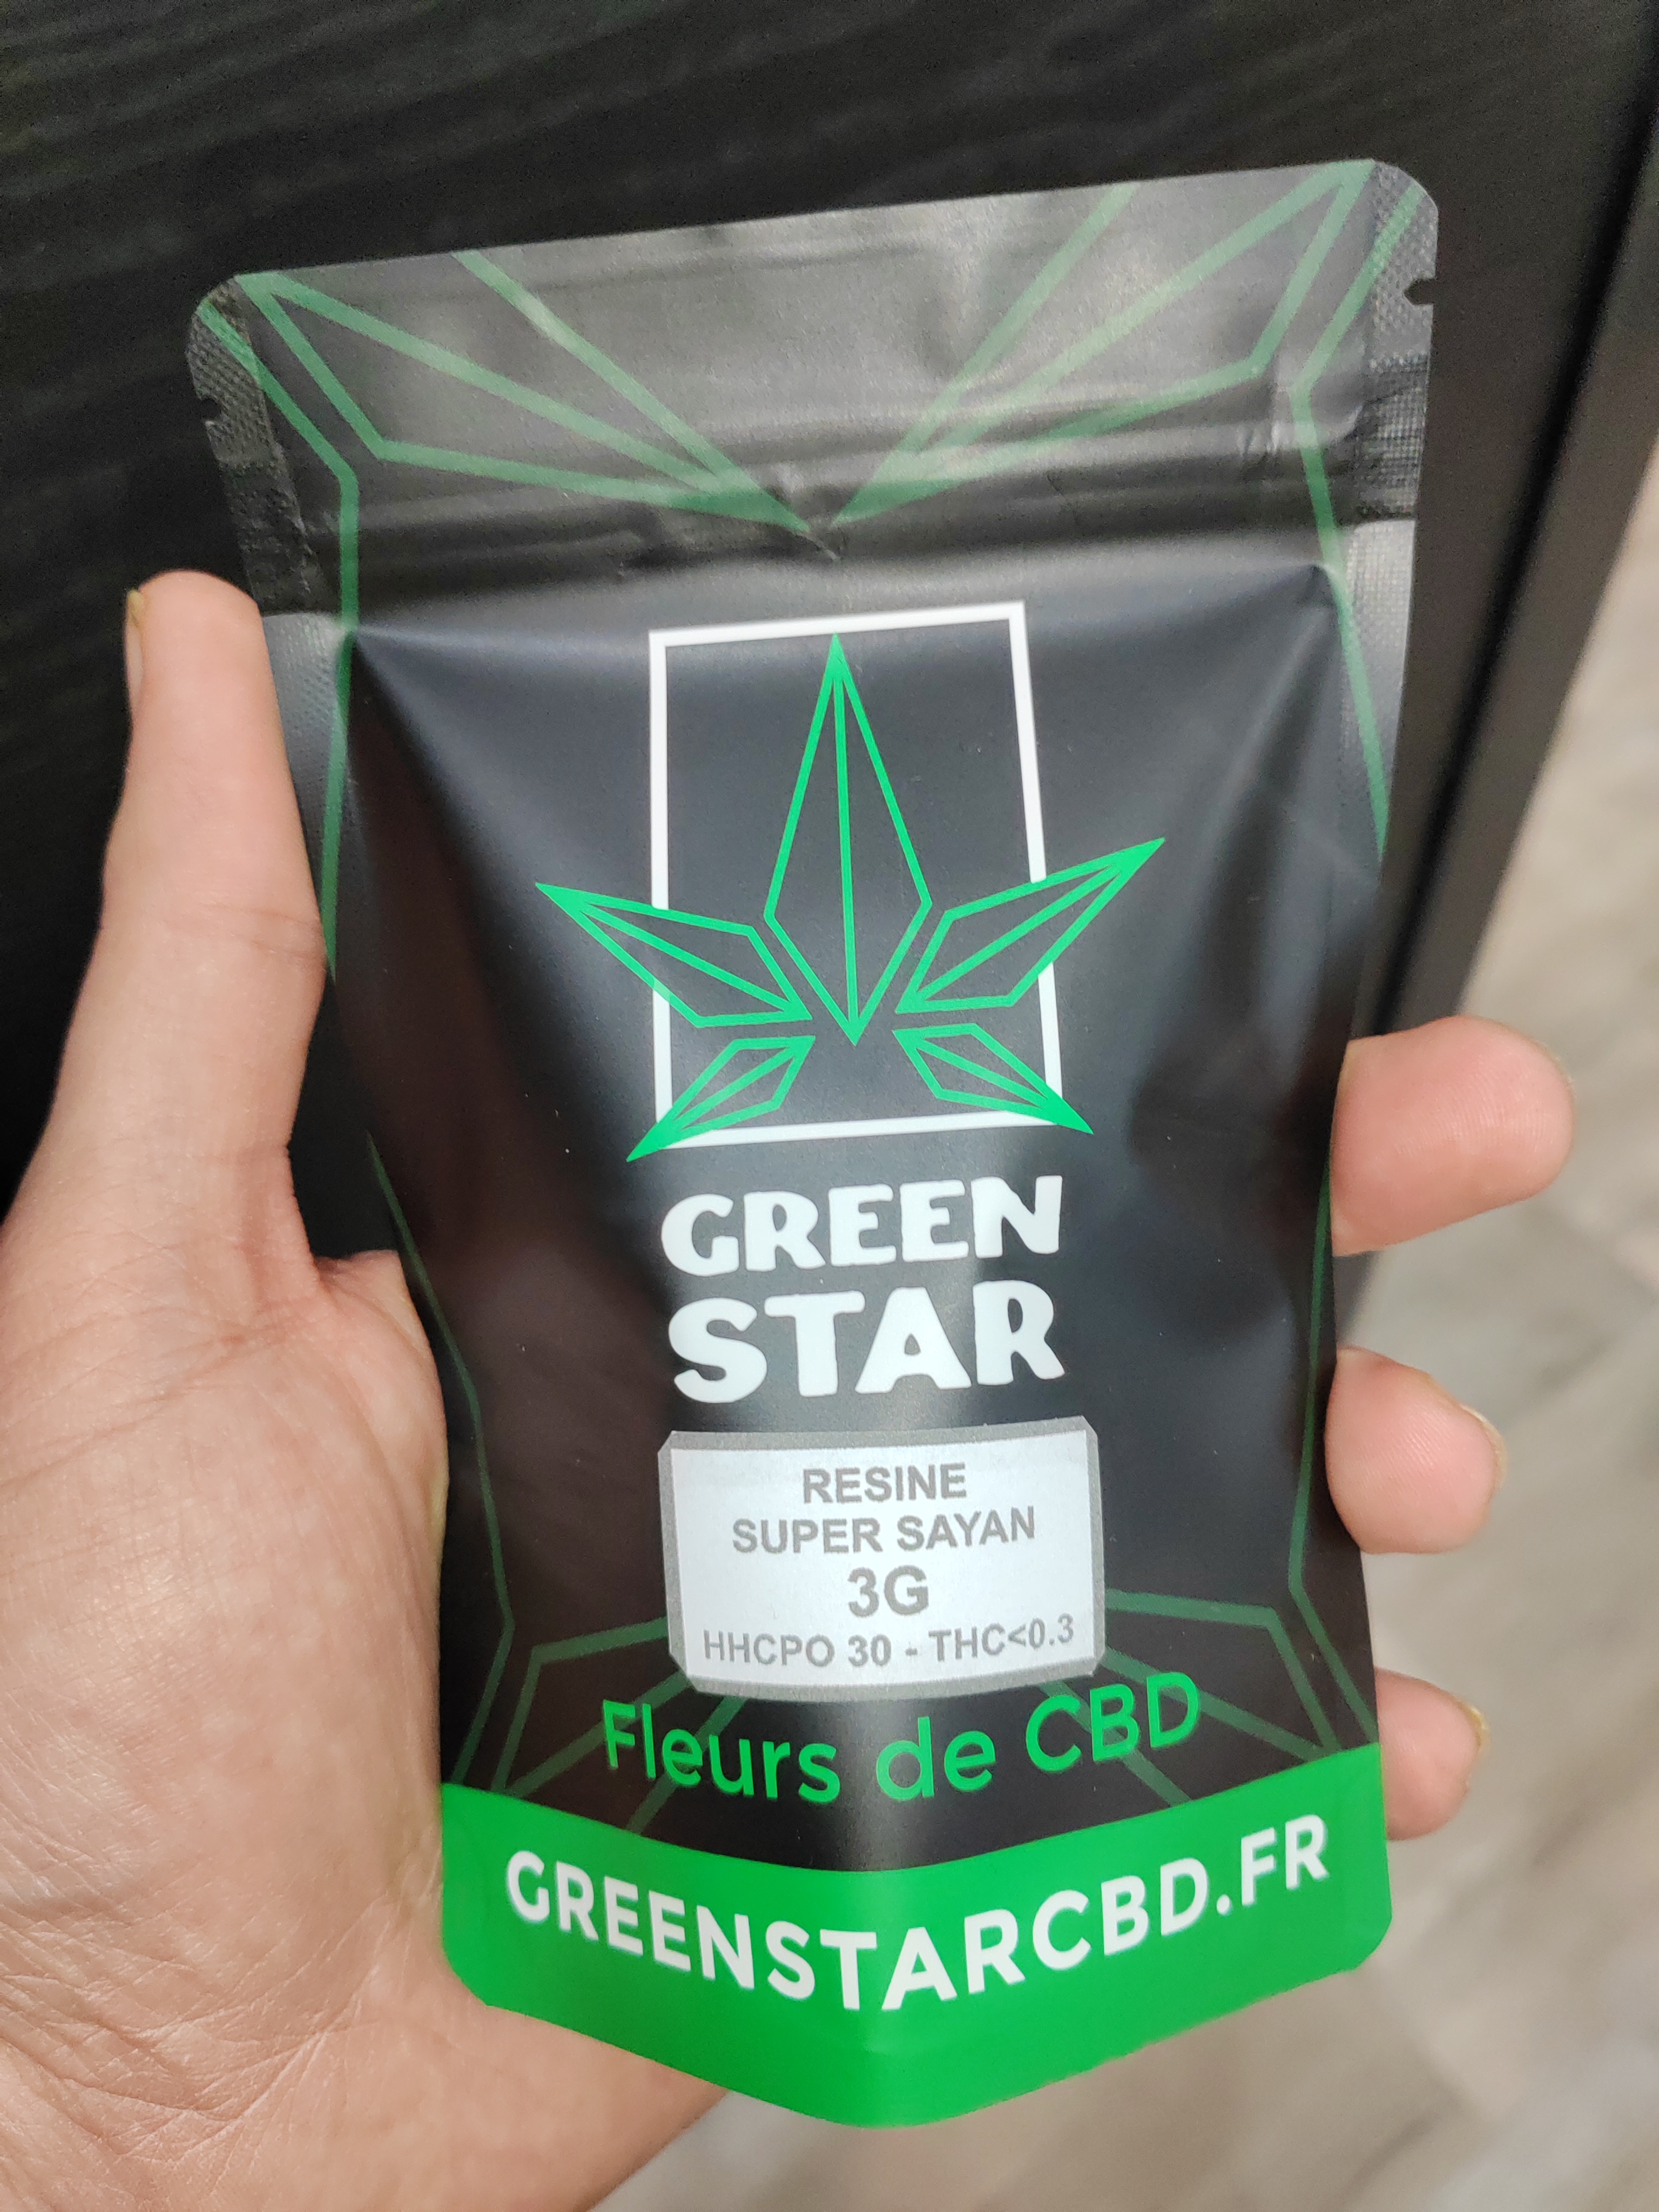 GREEN
STAR
RESINE
SUPER SAYAN
3G
HHCPO 30 - THC<0.3
Fleurs de CBD
GREENSTARCBD.FR